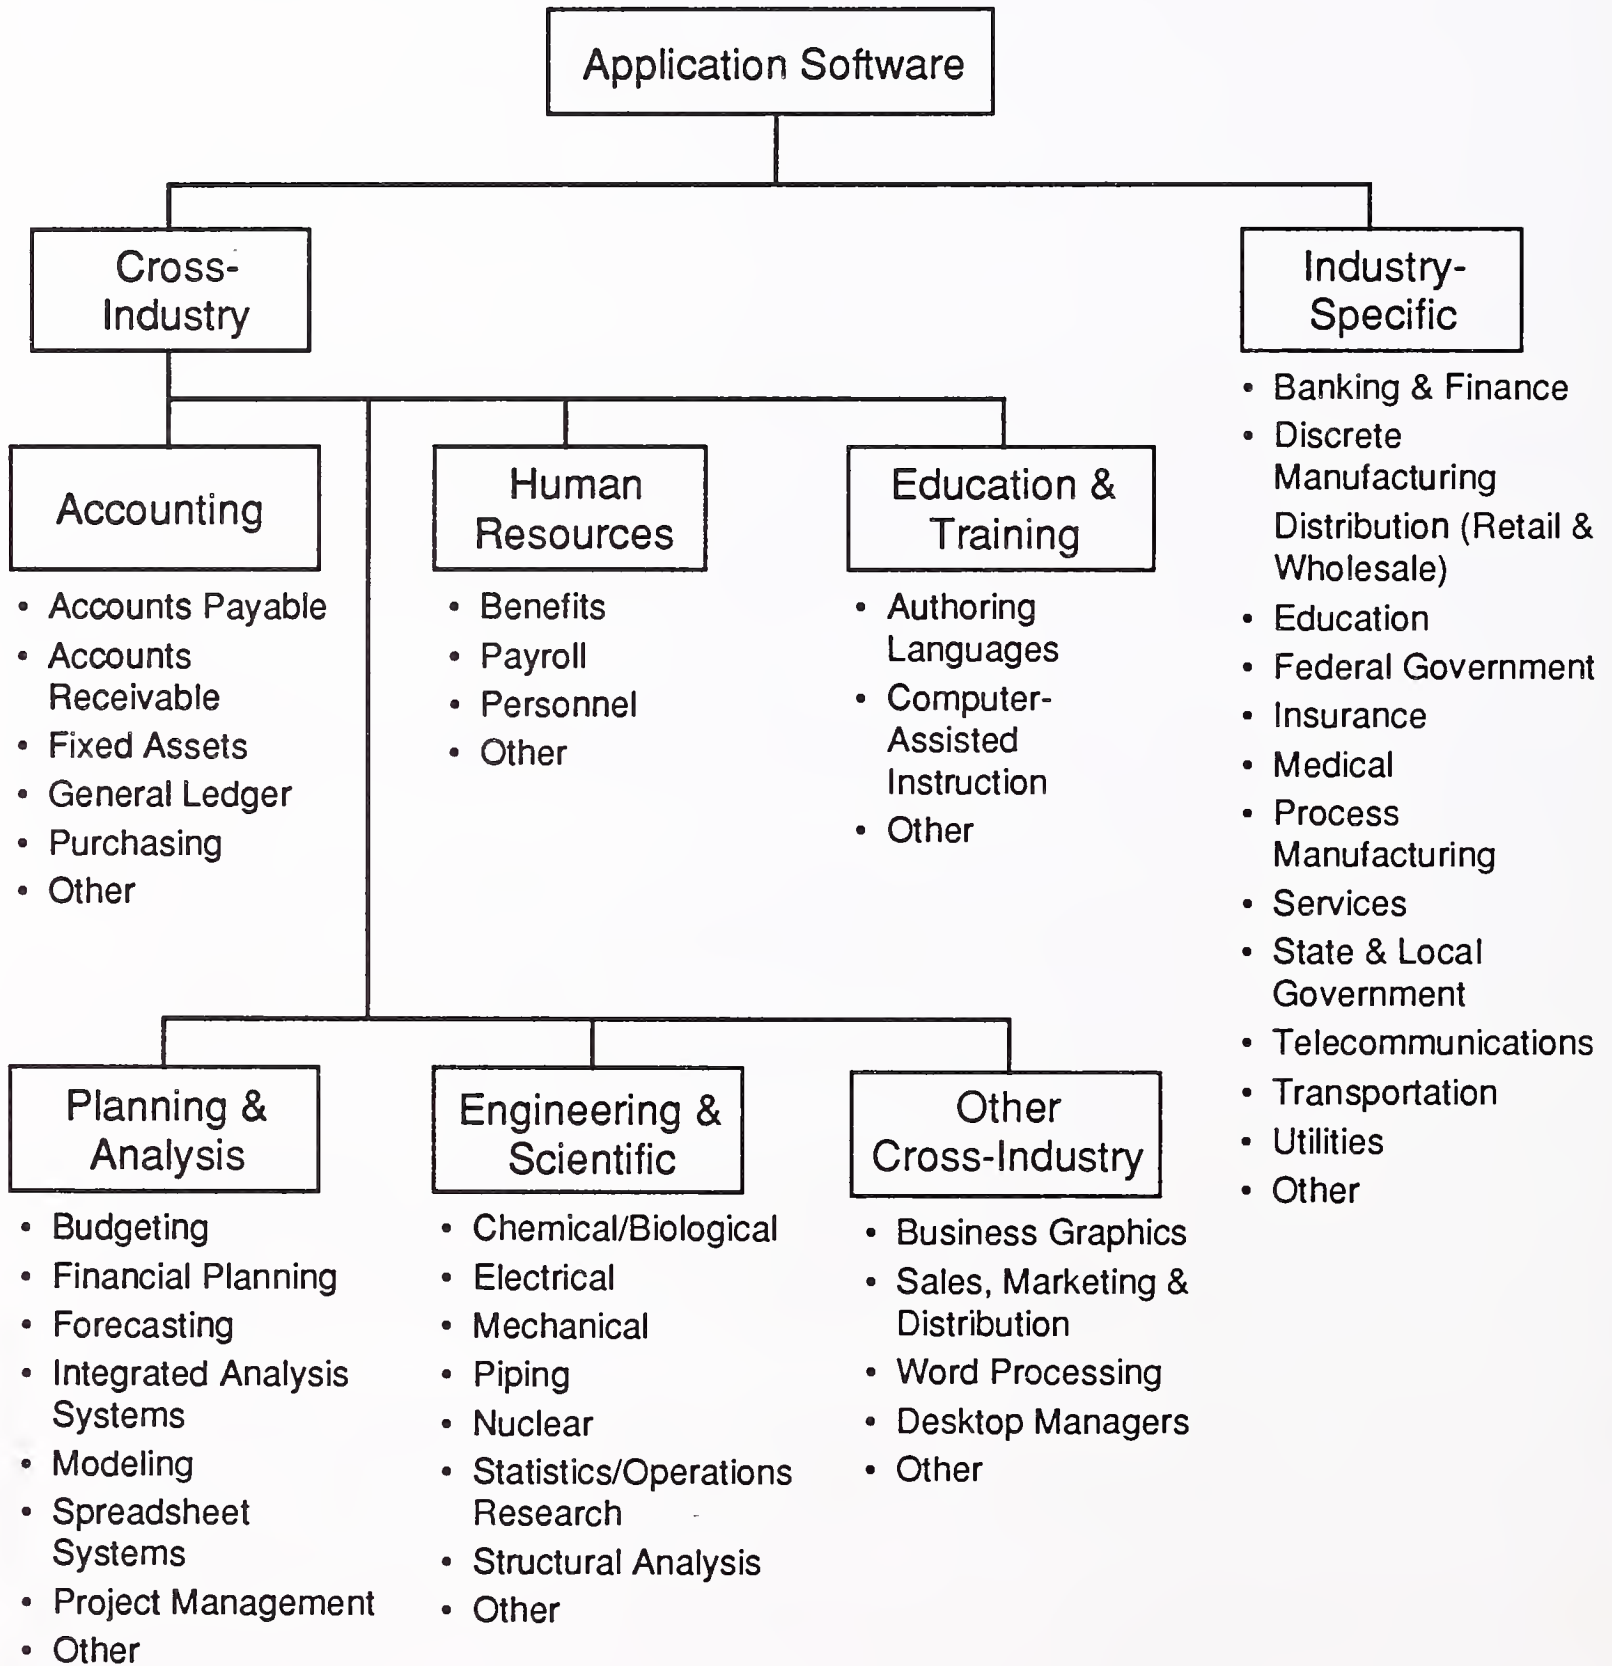 Application Software
Cross-
Industry
Industry-
Specific
• Banking & Finance
• Discrete
Manufacturing
Distribution (Retail &
Wholesale)
• Education
• Federal Government
• Insurance
• Medical
• Process
Manufacturing
• Services
• State & Local
Government
• Telecommunications
• Transportation
• Utilities
• Other
Accounting
• Accounts Payable
• Accounts
Receivable
• Fixed Assets
• General Ledger
• Purchasing
• Other
Human
Resources
• Benefits
• Payroll
• Personnel
• Other
Education &
Training
• Authoring
Languages
• Computer-
Assisted
Instruction
• Other
Planning &
Analysis
• Budgeting
• Financial Planning
• Forecasting
• Integrated Analysis
Systems
• Modeling
• Spreadsheet
Systems
• Project Management
• Other
Engineering &
Scientific
• Chemical/Biological
• Electrical
• Mechanical
• Piping
• Nuclear
• Statistics/Operations
Research
• Structural Analysis
• Other
Other
Cross-Industry
• Business Graphics
• Sales, Marketing &
Distribution
• Word Processing
• Desktop Managers
• Other